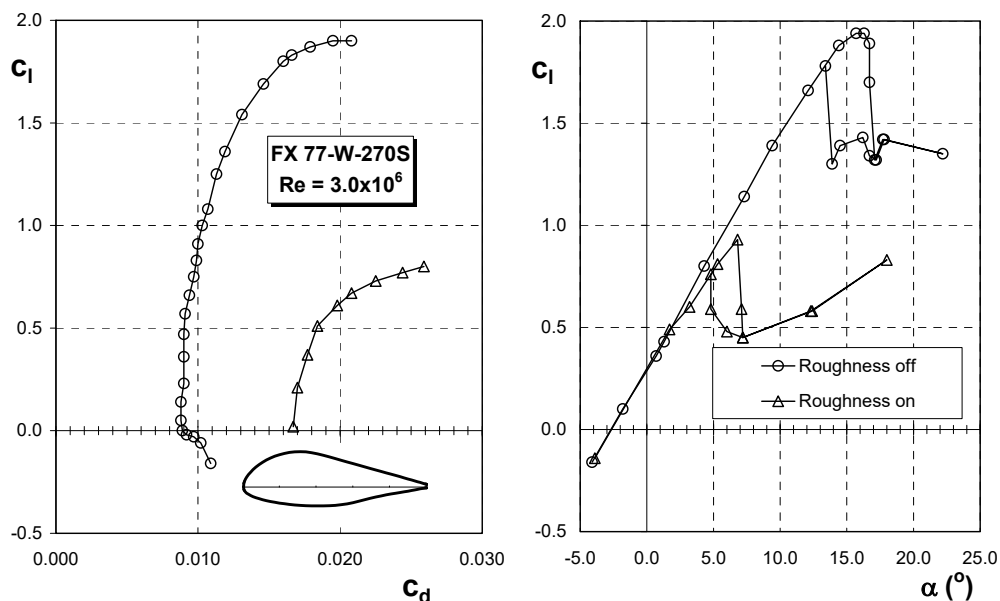 2.0
c_l
1.5
1.0
0.5
0.0
-0.5
0.000
0.010
0.020
0.030
c_d
FX 77-W-270S
Re = 3.0x10^6
2.0
c_l
1.5
1.0
0.5
0.0
-0.5
-5.0
0.0
5.0
10.0
15.0
20.0
25.0
α (°)
Roughness off
Roughness on